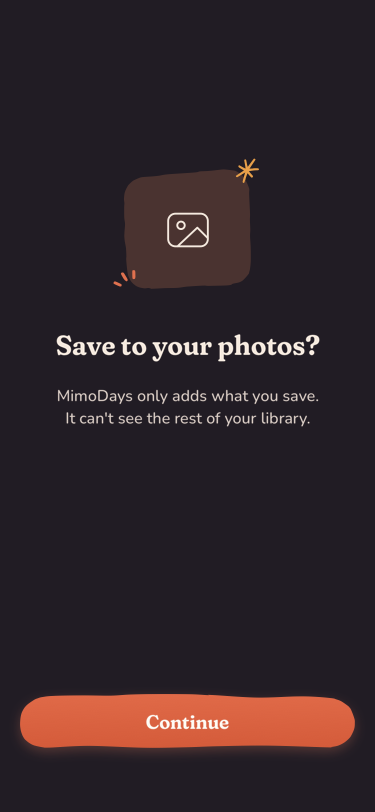 Save to your photos?
MimoDays only adds what you save.
It can't see the rest of your library.
Continue